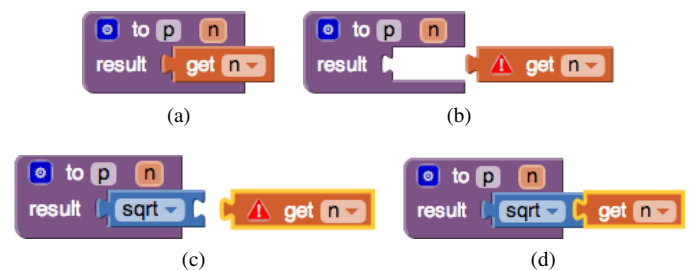 to p n
result get n
(a)
to p n
result get n
(b)
to p n
result sqrt get n
(c)
to p n
result sqrt get n
(d)